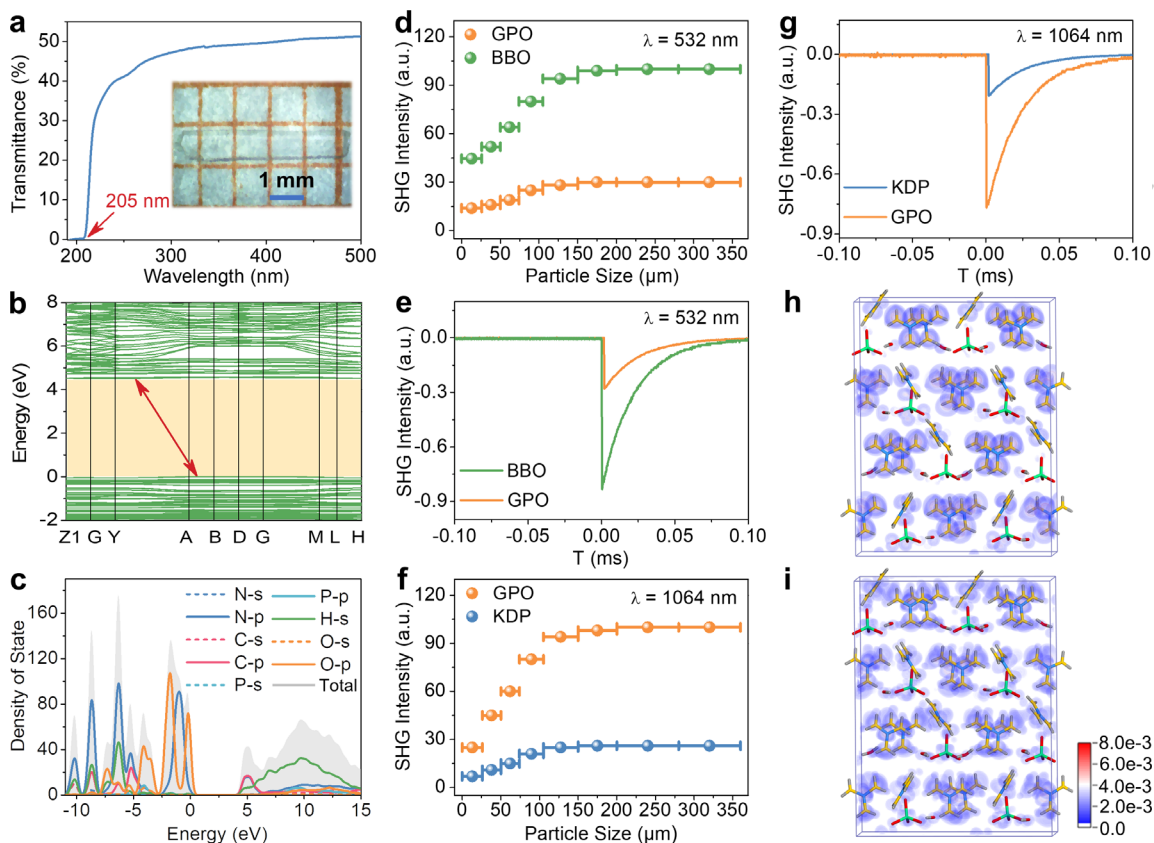 a
50
40
30
20
10
0
Transmittance (%)
205 nm
1 mm
200
300
400
500
Wavelength (nm)
b
8
6
4
2
0
-2
Energy (eV)
Z1 G Y A B D G M L H
c
160
120
80
40
0
Density of State
N-s
N-p
C-s
C-p
P-s
P-p
H-s
O-s
O-p
Total
-10 -5 0 5 10 15
Energy (eV)
d
120
90
60
30
0
SHG Intensity (a.u.)
GPO
BBO
λ = 532 nm
0 50 100 150 200 250 300 350
Particle Size (µm)
e
0.0
-0.3
-0.6
-0.9
SHG Intensity (a.u.)
λ = 532 nm
BBO
GPO
-0.10 -0.05 0.00 0.05 0.10
T (ms)
f
120
90
60
30
0
SHG Intensity (a.u.)
GPO
KDP
λ = 1064 nm
0 50 100 150 200 250 300 350
Particle Size (µm)
g
0.0
-0.3
-0.6
-0.9
SHG Intensity (a.u.)
λ = 1064 nm
KDP
GPO
-0.10 -0.05 0.00 0.05 0.10
T (ms)
h
i
8.0e-3
6.0e-3
4.0e-3
2.0e-3
0.0